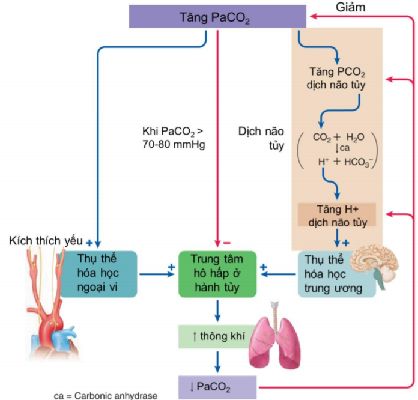 Giảm
Tăng PaCO₂
Tăng PCO₂
dịch não tủy
Khi PaCO₂ >
70-80 mmHg
Dịch não
tủy
CO₂ + H₂O
↓ca
H⁺ + HCO₃⁻
Tăng H+
dịch não tủy
Kích thích yếu
+
−
+
Thụ thể
hóa học
ngoại vi
+
Trung tâm
hô hấp ở
hành tủy
+
Thụ thể
hóa học
trung ương
↑ thông khí
↓PaCO₂
ca = Carbonic anhydrase